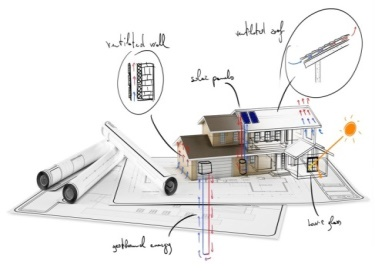 ventilated wall
ventilated roof
solar panels
low-e glass
geothermal energy